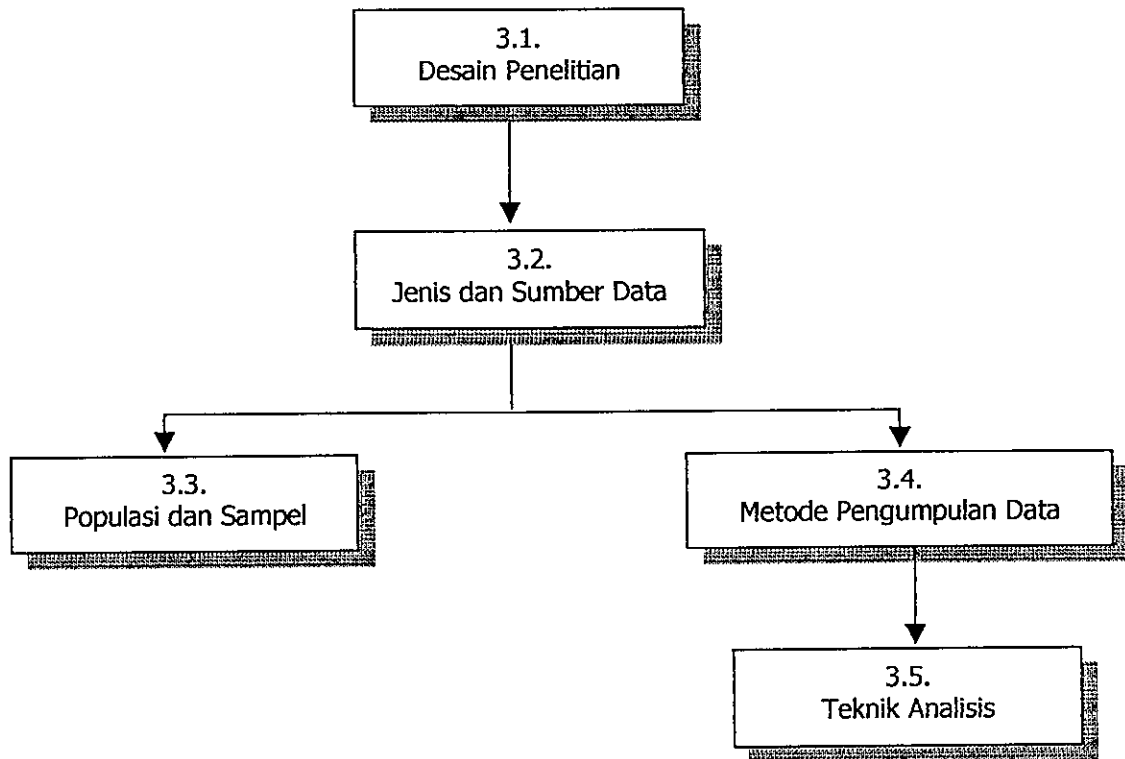 3.1.
Desain Penelitian
3.2.
Jenis dan Sumber Data
3.3.
Populasi dan Sampel
3.4.
Metode Pengumpulan Data
3.5.
Teknik Analisis